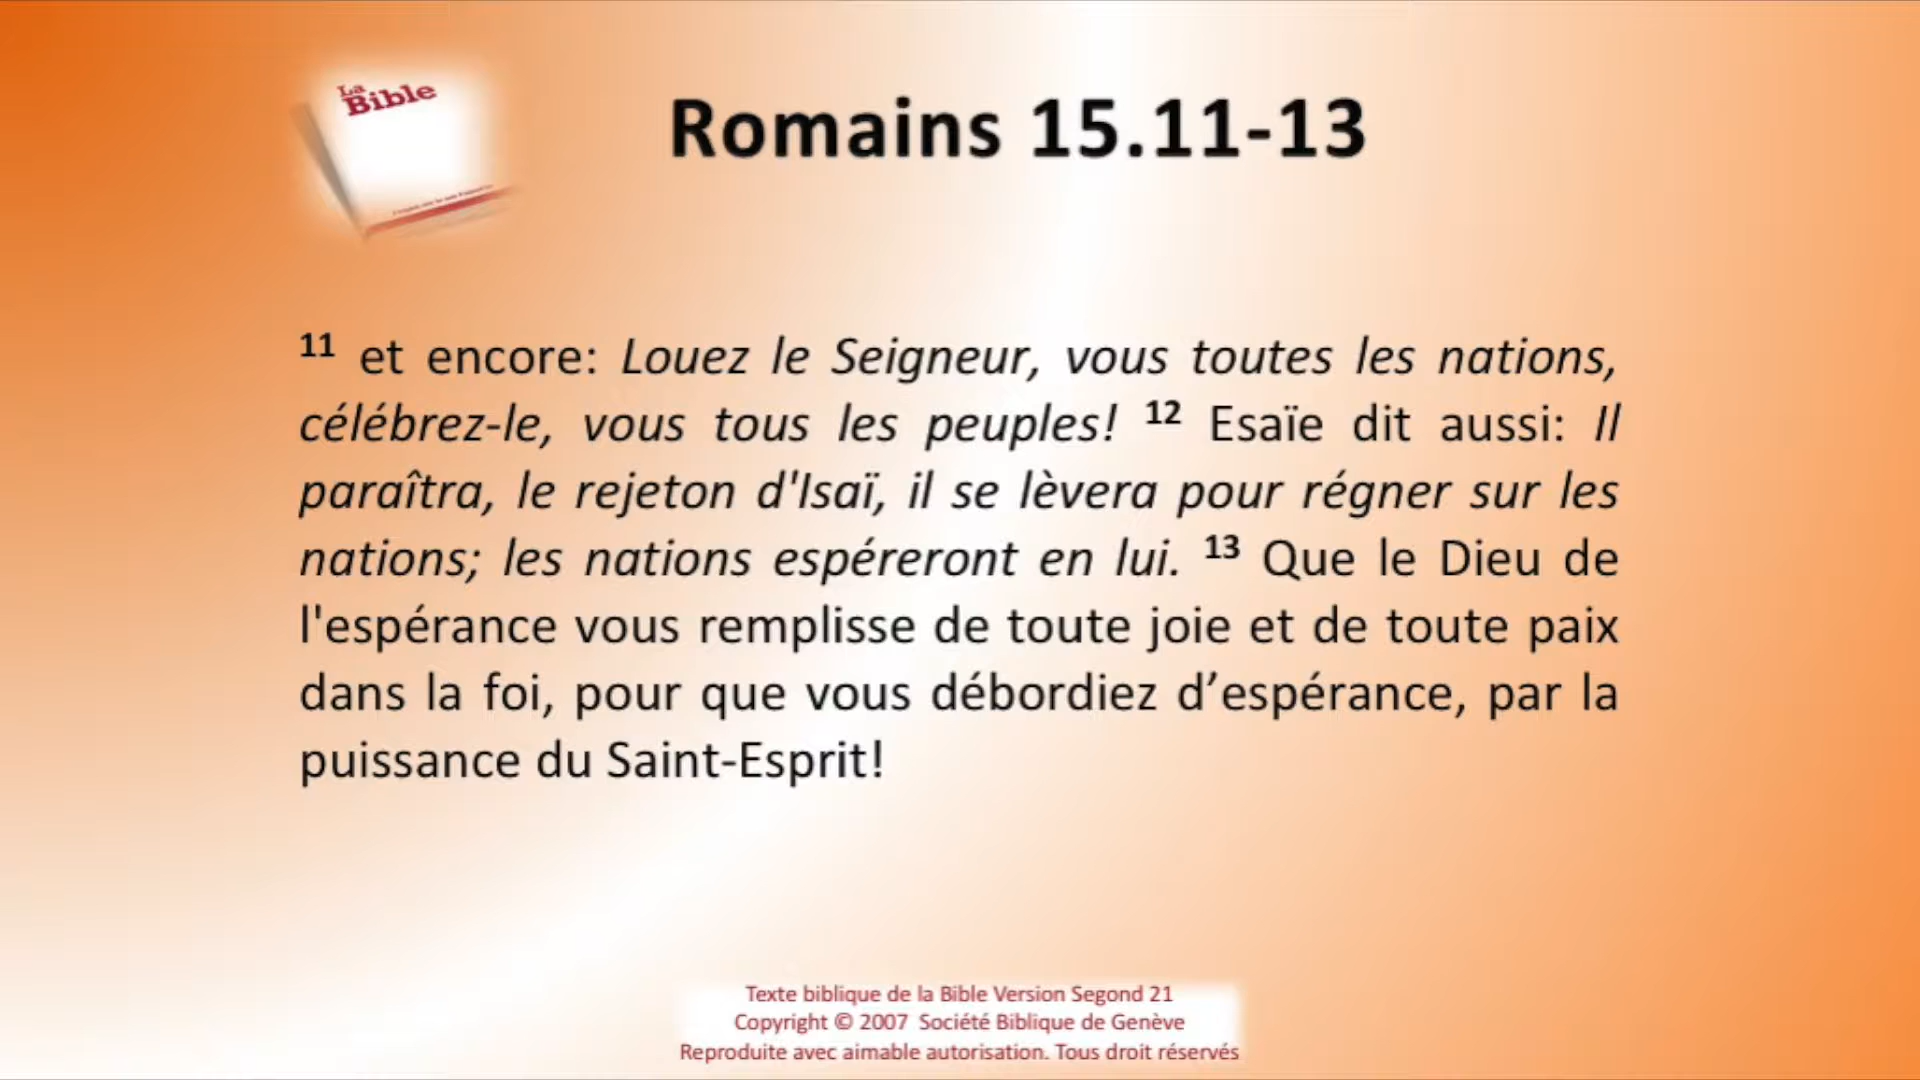 La
Bible
Romains 15.11-13
11 et encore: Louez le Seigneur, vous toutes les nations,
célébrez-le, vous tous les peuples! 12 Esaïe dit aussi: Il
paraîtra, le rejeton d'Isaï, il se lèvera pour régner sur les
nations; les nations espéreront en lui. 13 Que le Dieu de
l'espérance vous remplisse de toute joie et de toute paix
dans la foi, pour que vous débordiez d’espérance, par la
puissance du Saint-Esprit!
Texte biblique de la Bible Version Segond 21
Copyright © 2007 Société Biblique de Genève
Reproduite avec aimable autorisation. Tous droit réservés